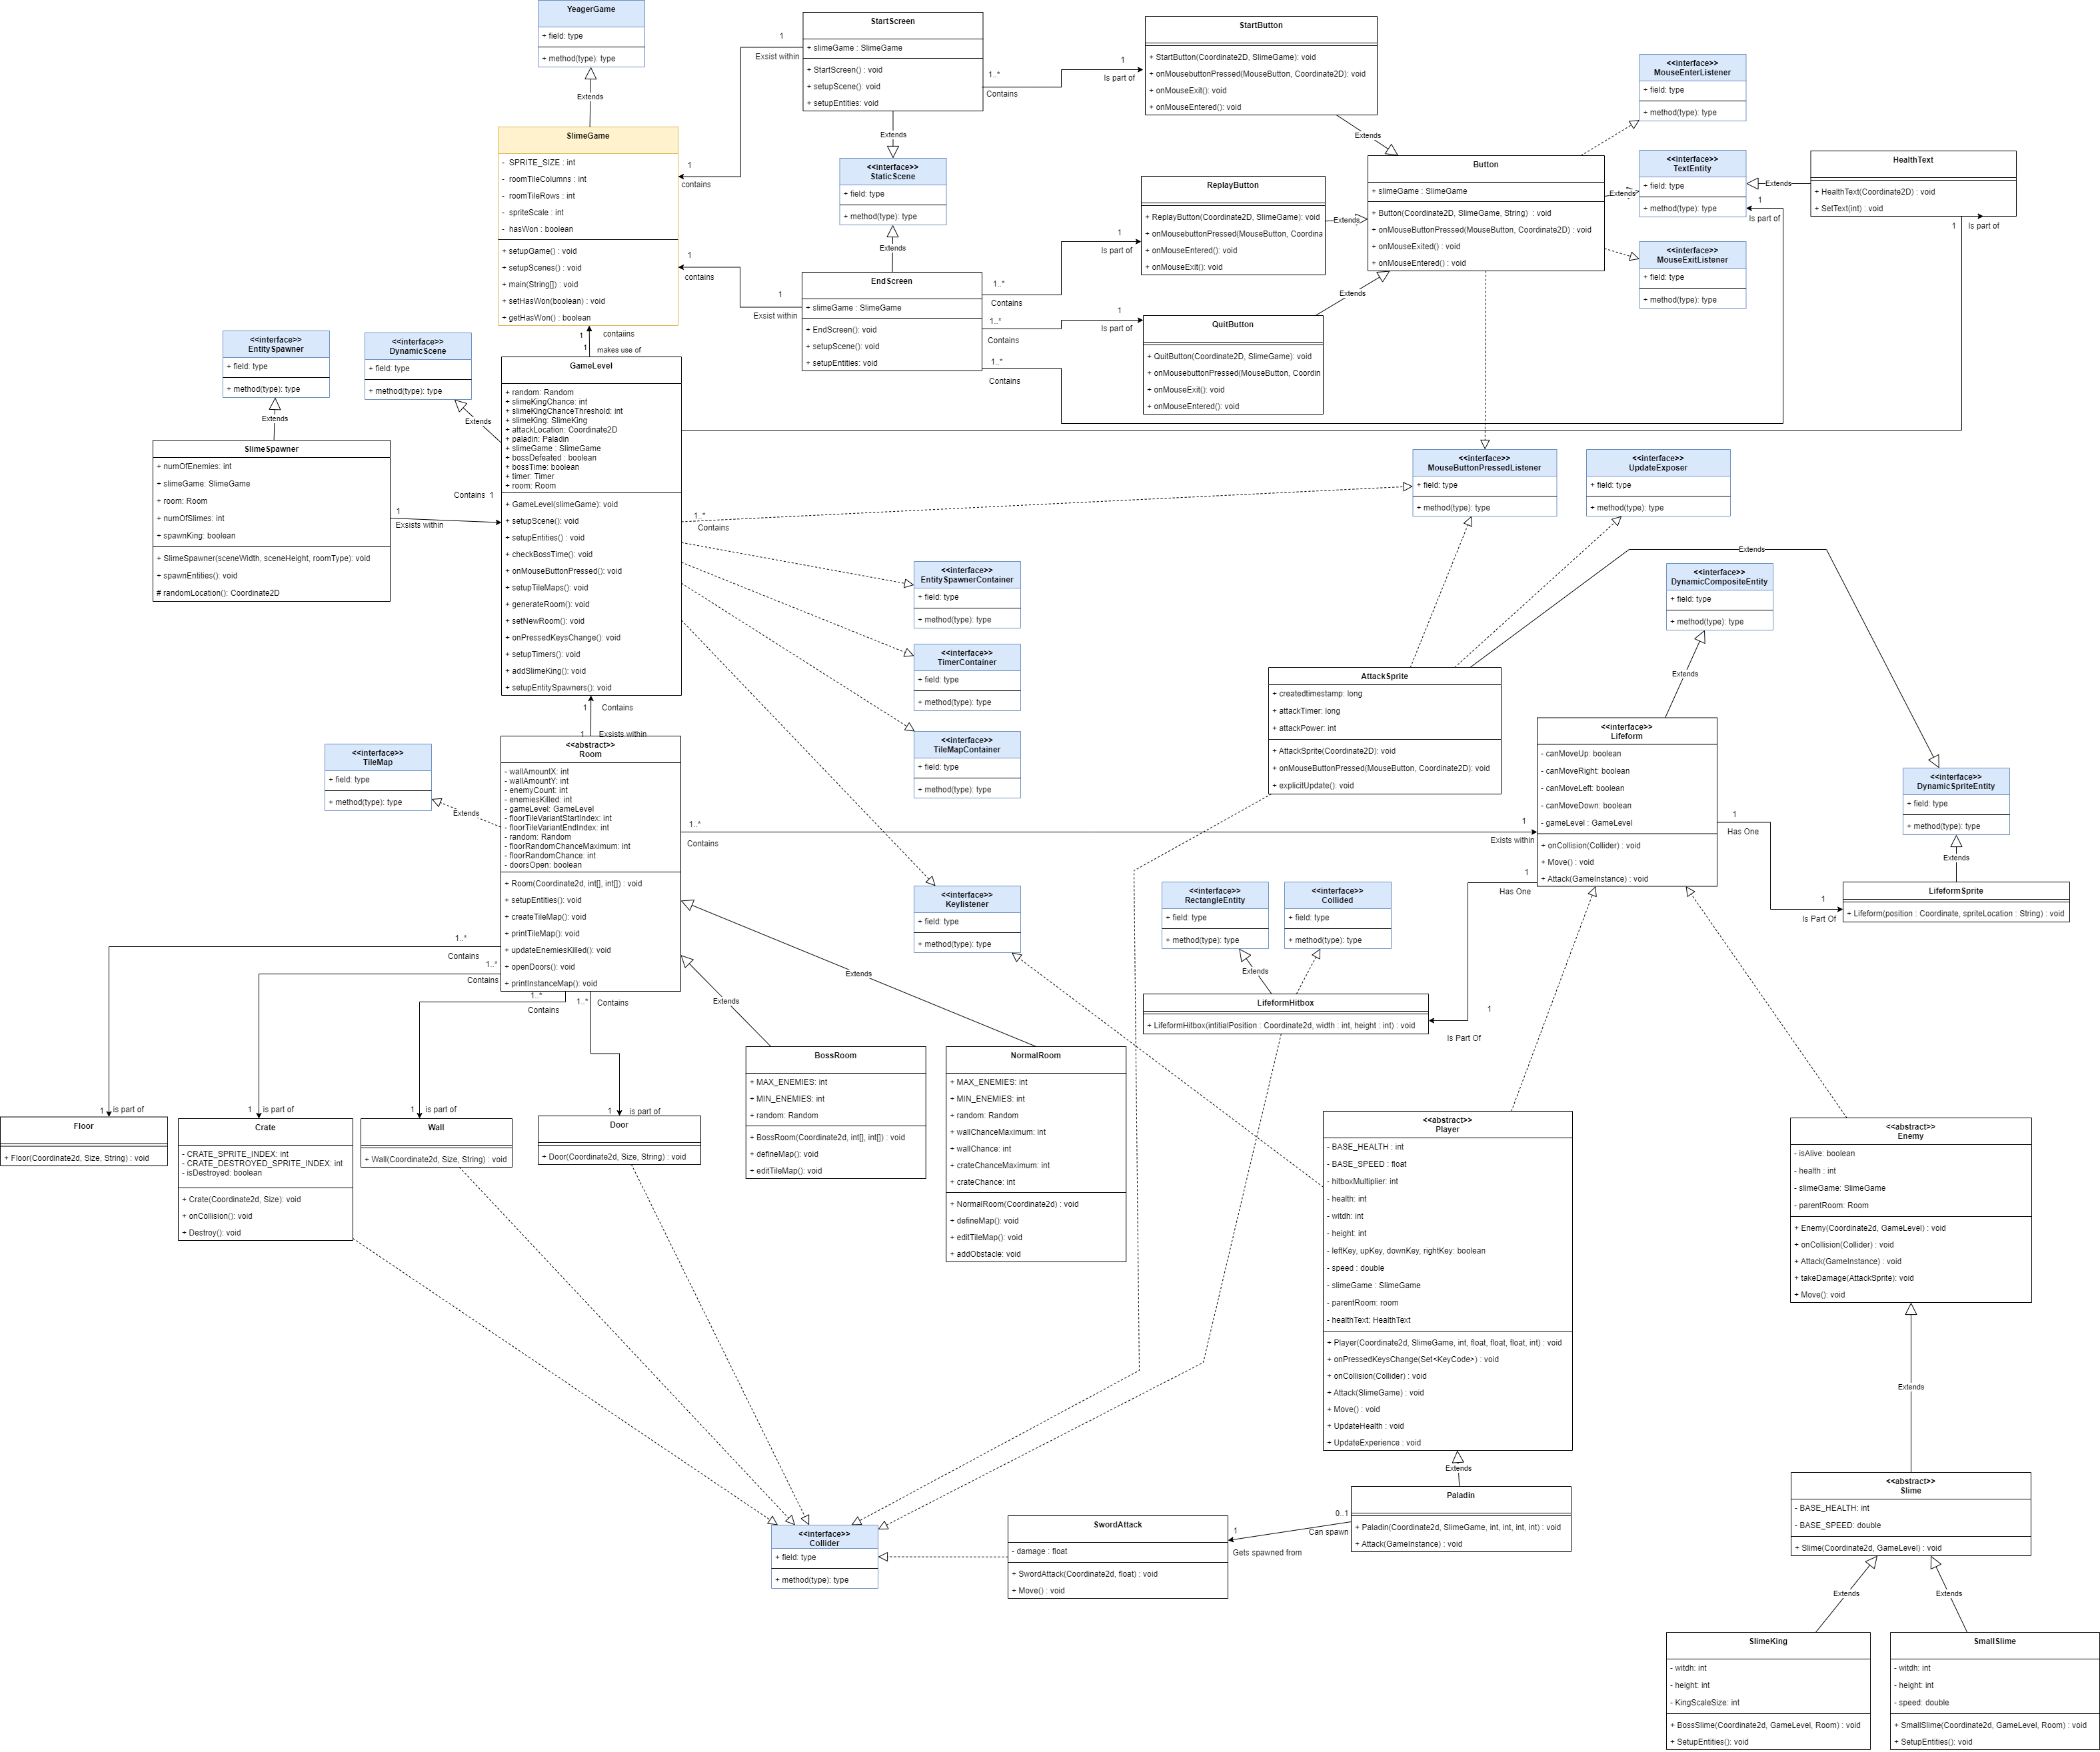 YeagerGame
+ field: type
+ method(type): type
Extends
SlimeGame
- SPRITE_SIZE : int
- roomTileColumns : int
- roomTileRows : int
- spriteScale : int
- hasWon : boolean
+ setupGame() : void
+ setupScenes() : void
+ main(String[]) : void
+ setHasWon(boolean) : void
+ getHasWon() : boolean
1
Exsist within
1
contains
StartScreen
+ slimeGame : SlimeGame
+ StartScreen() : void
+ setupScene(): void
+ setupEntities: void
1..*
Contains
1
Is part of
StartButton
+ StartButton(Coordinate2D, SlimeGame): void
+ onMousebuttonPressed(MouseButton, Coordinate2D): void
+ onMouseExit(): void
+ onMouseEntered(): void
Extends
Extends
<<interface>>
StaticScene
+ field: type
+ method(type): type
Extends
<<interface>>
MouseEnterListener
+ field: type
+ method(type): type
Button
+ slimeGame : SlimeGame
+ Button(Coordinate2D, SlimeGame, String) : void
+ onMouseButtonPressed(MouseButton, Coordinate2D) : void
+ onMouseExited() : void
+ onMouseEntered() : void
Extends
<<interface>>
TextEntity
+ field: type
+ method(type): type
1
Is part of
Extends
HealthText
+ HealthText(Coordinate2D) : void
+ SetText(int) : void
1
Is part of
<<interface>>
MouseExitListener
+ field: type
+ method(type): type
ReplayButton
+ ReplayButton(Coordinate2D, SlimeGame): void
+ onMousebuttonPressed(MouseButton, Coordina
+ onMouseEntered(): void
+ onMouseExit(): void
Extends
1
Is part of
1
contains
1
Exsist within
EndScreen
+ slimeGame : SlimeGame
+ EndScreen(): void
+ setupScene(): void
+ setupEntities: void
1..*
Contains
1..*
Contains
1..*
Contains
1
Is part of
QuitButton
+ QuitButton(Coordinate2D, SlimeGame): void
+ onMousebuttonPressed(MouseButton, Coordin
+ onMouseExit(): void
+ onMouseEntered(): void
Extends
1
contaiins
1
makes use of
<<interface>>
EntitySpawner
+ field: type
+ method(type): type
Extends
<<interface>>
DynamicScene
+ field: type
+ method(type): type
Extends
SlimeSpawner
+ numOfEnemies: int
+ slimeGame: SlimeGame
+ room: Room
+ numOfSlimes: int
+ spawnKing: boolean
+ SlimeSpawner(sceneWidth, sceneHeight, roomType): void
+ spawnEntities(): void
# randomLocation(): Coordinate2D
Contains 1
1
Exsists within
GameLevel
+ random: Random
+ slimeKingChance: int
+ slimeKingChanceThreshold: int
+ slimeKing: SlimeKing
+ attackLocation: Coordinate2D
+ paladin: Paladin
+ slimeGame : SlimeGame
+ bossDefeated : boolean
+ bossTime: boolean
+ timer: Timer
+ room: Room
+ GameLevel(slimeGame): void
+ setupScene(): void
+ setupEntities() : void
+ checkBossTime(): void
+ onMouseButtonPressed(): void
+ setupTileMaps(): void
+ generateRoom(): void
+ setNewRoom(): void
+ onPressedKeysChange(): void
+ setupTimers(): void
+ addSlimeKing(): void
+ setupEntitySpawners(): void
1..*
Contains
<<interface>>
MouseButtonPressedListener
+ field: type
+ method(type): type
<<interface>>
UpdateExposer
+ field: type
+ method(type): type
<<interface>>
EntitySpawnerContainer
+ field: type
+ method(type): type
<<interface>>
TimerContainer
+ field: type
+ method(type): type
<<interface>>
TileMapContainer
+ field: type
+ method(type): type
<<interface>>
Keylistener
+ field: type
+ method(type): type
Extends
<<interface>>
DynamicCompositeEntity
+ field: type
+ method(type): type
Extends
AttackSprite
+ createdtimestamp: long
+ attackTimer: long
+ attackPower: int
+ AttackSprite(Coordinate2D): void
+ onMouseButtonPressed(MouseButton, Coordinate2D): void
+ explicitUpdate(): void
<<interface>>
Lifeform
- canMoveUp: boolean
- canMoveRight: boolean
- canMoveLeft: boolean
- canMoveDown: boolean
- gameLevel : GameLevel
+ onCollision(Collider) : void
+ Move() : void
+ Attack(GameInstance) : void
<<interface>>
DynamicSpriteEntity
+ field: type
+ method(type): type
Extends
1
Has One
1
Is Part Of
LifeformSprite
+ Lifeform(position : Coordinate, spriteLocation : String) : void
1
Contains
1
Exsists within
<<interface>>
TileMap
+ field: type
+ method(type): type
Extends
<<abstract>>
Room
- wallAmountX: int
- wallAmountY: int
- enemyCount: int
- enemiesKilled: int
- gameLevel: GameLevel
- floorTileVariantStartIndex: int
- floorTileVariantEndIndex: int
- random: Random
- floorRandomChanceMaximum: int
- floorRandomChance: int
- doorsOpen: boolean
+ Room(Coordinate2d, int[], int[]) : void
+ setupEntities(): void
+ createTileMap(): void
+ printTileMap(): void
+ updateEnemiesKilled(): void
+ openDoors(): void
+ printInstanceMap(): void
1..*
Contains
1
Exists within
1
Has One
1
Is Part Of
<<interface>>
RectangleEntity
+ field: type
+ method(type): type
<<interface>>
Collided
+ field: type
+ method(type): type
Extends
LifeformHitbox
+ LifeformHitbox(intitialPosition : Coordinate2d, width : int, height : int) : void
1..*
Contains
1..*
Contains
1..*
Contains
1..*
Contains
Extends
Extends
1 is part of
1 is part of
1 is part of
1 is part of
Floor
+ Floor(Coordinate2d, Size, String) : void
Crate
- CRATE_SPRITE_INDEX: int
- CRATE_DESTROYED_SPRITE_INDEX: int
- isDestroyed: boolean
+ Crate(Coordinate2d, Size): void
+ onCollision(): void
+ Destroy(): void
Wall
+ Wall(Coordinate2d, Size, String) : void
Door
+ Door(Coordinate2d, Size, String) : void
BossRoom
+ MAX_ENEMIES: int
+ MIN_ENEMIES: int
+ random: Random
+ BossRoom(Coordinate2d, int[], int[]) : void
+ defineMap(): void
+ editTileMap(): void
NormalRoom
+ MAX_ENEMIES: int
+ MIN_ENEMIES: int
+ random: Random
+ wallChanceMaximum: int
+ wallChance: int
+ crateChanceMaximum: int
+ crateChance: int
+ NormalRoom(Coordinate2d) : void
+ defineMap(): void
+ editTileMap(): void
+ addObstacle: void
<<abstract>>
Player
- BASE_HEALTH : int
- BASE_SPEED : float
- hitboxMultiplier: int
- health: int
- witdh: int
- height: int
- leftKey, upKey, downKey, rightKey: boolean
- speed : double
- slimeGame : SlimeGame
- parentRoom: room
- healthText: HealthText
+ Player(Coordinate2d, SlimeGame, int, float, float, float, int) : void
+ onPressedKeysChange(Set<KeyCode>) : void
+ onCollision(Collider) : void
+ Attack(SlimeGame) : void
+ Move() : void
+ UpdateHealth : void
+ UpdateExperience : void
<<abstract>>
Enemy
- isAlive: boolean
- health : int
- slimeGame: SlimeGame
- parentRoom: Room
+ Enemy(Coordinate2d, GameLevel) : void
+ onCollision(Collider) : void
+ Attack(GameInstance) : void
+ takeDamage(AttackSprite): void
+ Move(): void
Extends
Extends
Paladin
+ Paladin(Coordinate2d, SlimeGame, int, int, int, int) : void
+ Attack(GameInstance) : void
0..1
Can spawn
1
Gets spawned from
SwordAttack
- damage : float
+ SwordAttack(Coordinate2d, float) : void
+ Move() : void
<<interface>>
Collider
+ field: type
+ method(type): type
<<abstract>>
Slime
- BASE_HEALTH: int
- BASE_SPEED: double
+ Slime(Coordinate2d, GameLevel) : void
Extends
Extends
SlimeKing
- witdh: int
- height: int
- KingScaleSize: int
+ BossSlime(Coordinate2d, GameLevel, Room) : void
+ SetupEntities(): void
SmallSlime
- witdh: int
- height: int
- speed: double
+ SmallSlime(Coordinate2d, GameLevel, Room) : void
+ SetupEntities(): void